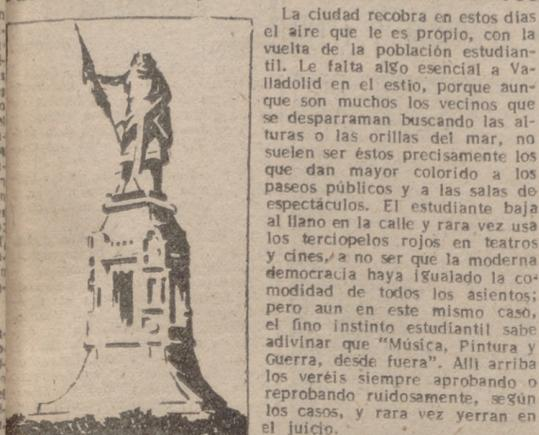 La ciudad recobra en estos días
el aire que le es propio, con la
vuelta de la población estudian-
til. Le falta algo esencial a Va-
lladolid en el estio, porque aun-
que son muchos los vecinos que
se desparraman buscando las al-
turas o las orillas del mar, no
suelen ser éstos precisamente los
que dan mayor colorido a los
paseos públicos y a las salas de
espectáculos. El estudiante baja
al llano en la calle y rara vez usa
los terciopelos rojos en teatros
y cines, a no ser que la moderna
democracia haya igualado la co-
modidad de todos los asientos;
pero aun en este mismo caso,
el fino instinto estudiantil sabe
adivinar que "Música, Pintura y
Guerra, desde fuera". Allí arriba
los veréis siempre aprobando o
reprobando ruidosamente, según
los casos, y rara vez yerran en
el juicio.